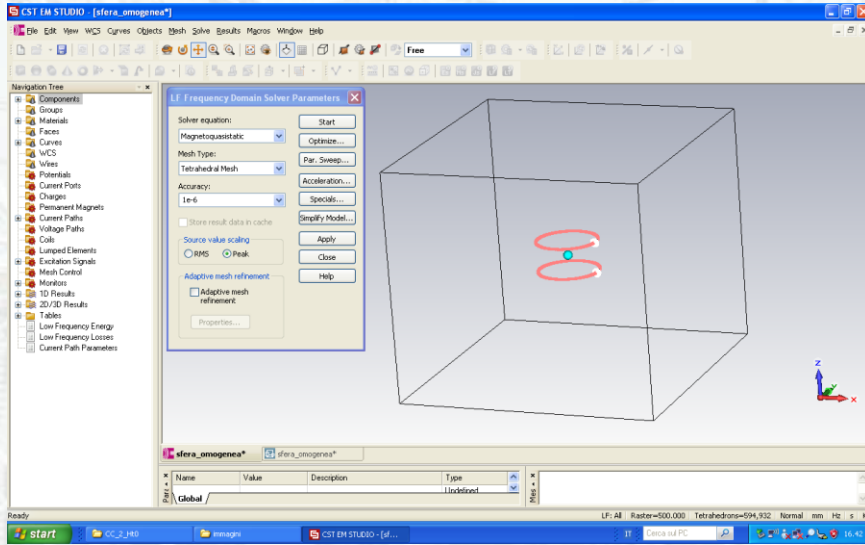 CST EM STUDIO - [sfera_omogenea*]
File Edit View WCS Curves Objects Mesh Solve Results Macros Window Help
Free
Navigation Tree
Components
Groups
Materials
Faces
Curves
WCS
Wires
Potentials
Current Ports
Charges
Permanent Magnets
Current Paths
Voltage Paths
Coils
Lumped Elements
Excitation Signals
Mesh Control
Monitors
1D Results
2D/3D Results
Tables
Low Frequency Energy
Low Frequency Losses
Current Path Parameters
LF Frequency Domain Solver Parameters
Solver equation:
Magnetoquasistatic
Mesh Type:
Tetrahedral Mesh
Accuracy:
1e-6
Store result data in cache
Source value scaling
RMS Peak
Adaptive mesh refinement
Adaptive mesh
refinement
Properties...
Start
Optimize...
Par. Sweep...
Acceleration...
Specials...
Simplify Model...
Apply
Close
Help
z
x
sfera_omogenea* sfera_omogenea*
Name Value Description Type
Undefined
Global
Ready
LF: All Raster=500.000 Tetrahedrons=594,932 Normal mm Hz s
start CC_2_Ht0 immagini CST EM STUDIO - [sf... IT Cerca sul PC 16.42